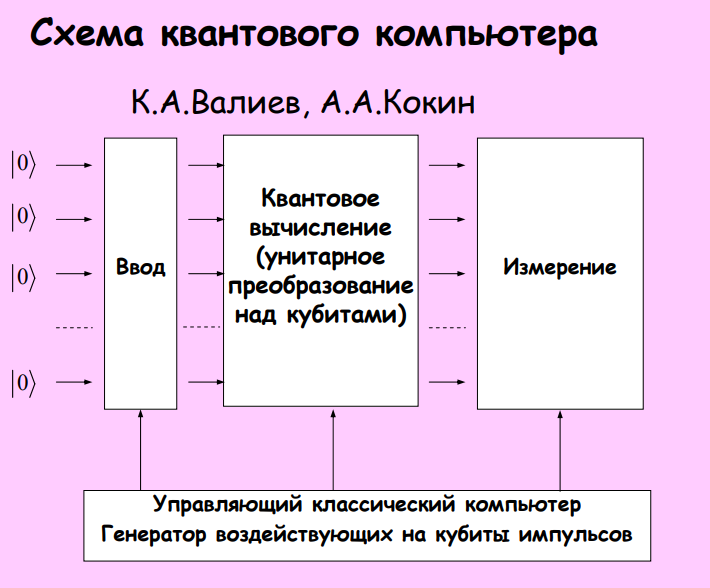 Схема квантового компьютера
К.А.Валиев, А.А.Кокин
|0⟩
|0⟩
|0⟩
|0⟩
Ввод
Квантовое
вычисление
(унитарное
преобразование
над кубитами)
Измерение
Управляющий классический компьютер
Генератор воздействующих на кубиты импульсов